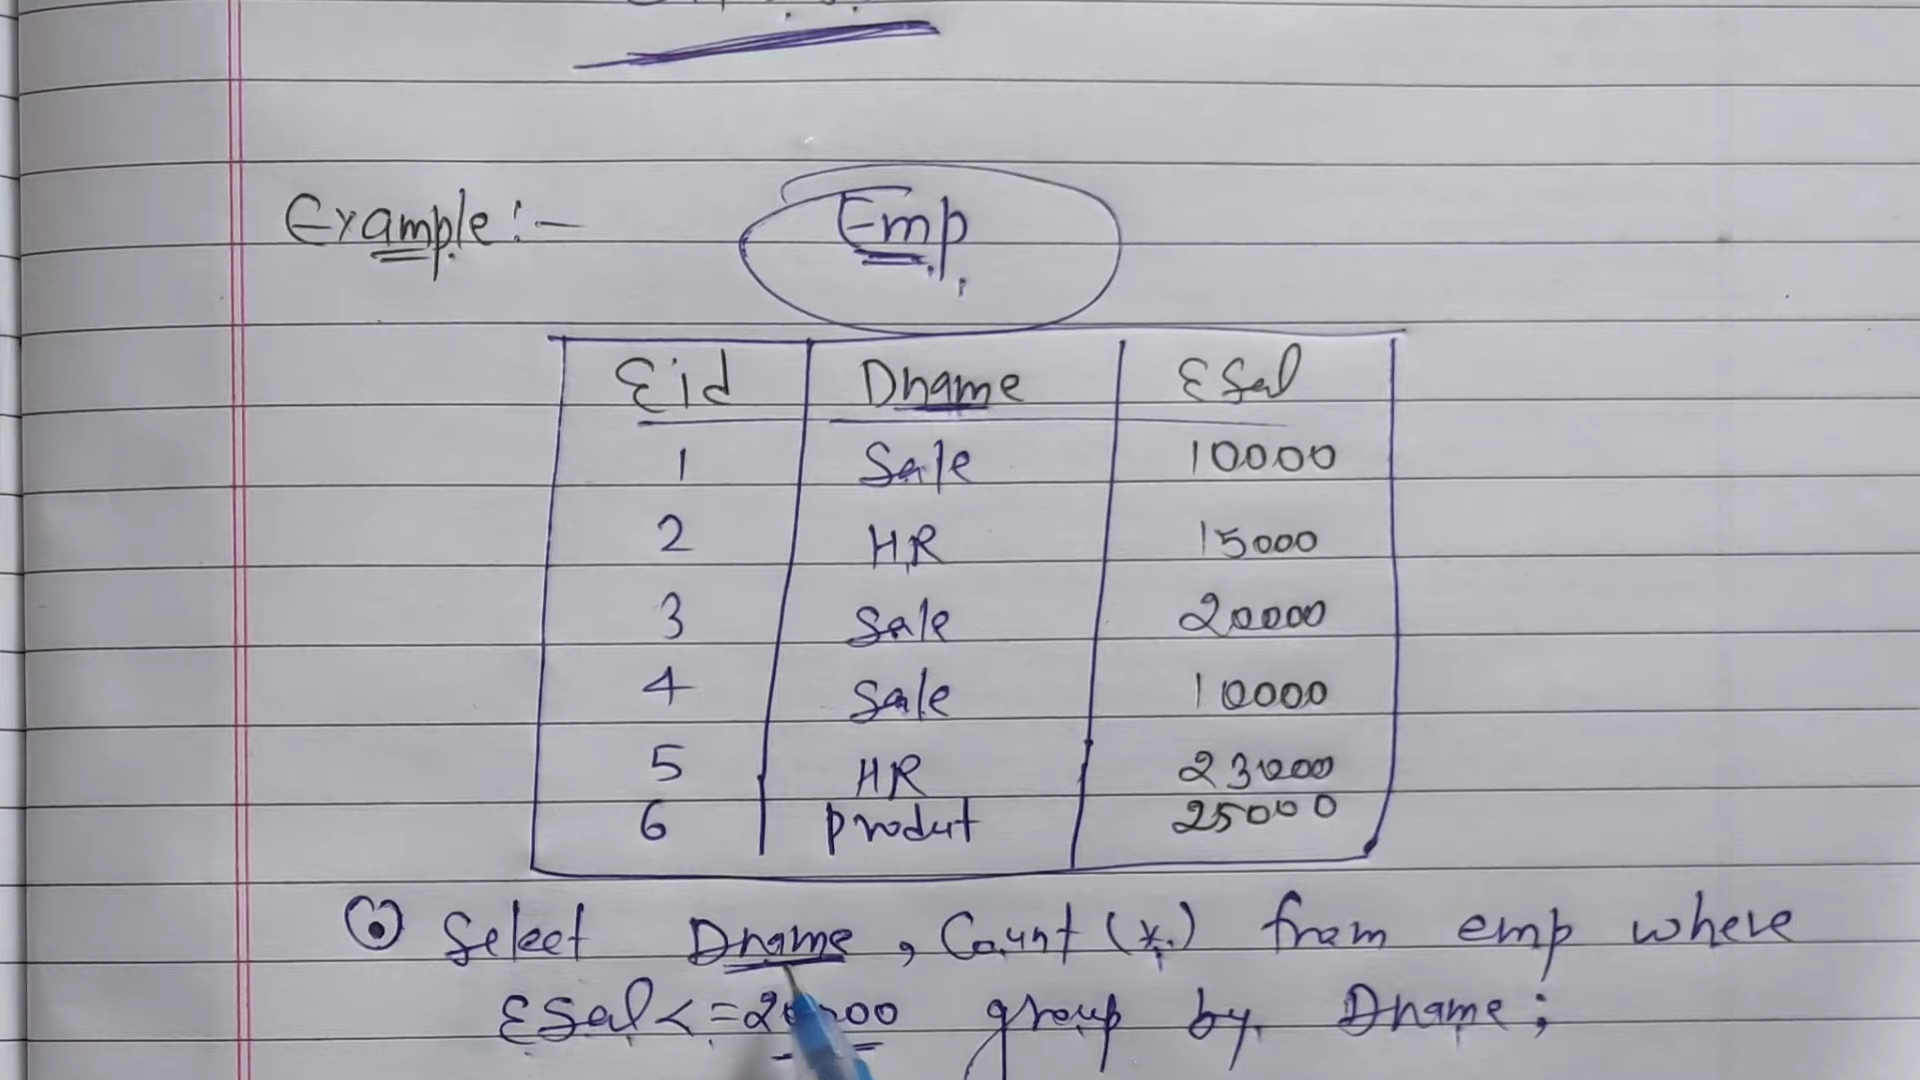 Example:- Emp
Eid Dname ESal
1 Sale 10000
2 HR 15000
3 Sale 20000
4 Sale 10000
5 HR 23000
6 produt 25000
Select Dname, Count (*) from emp where
ESal<= group by Dname;